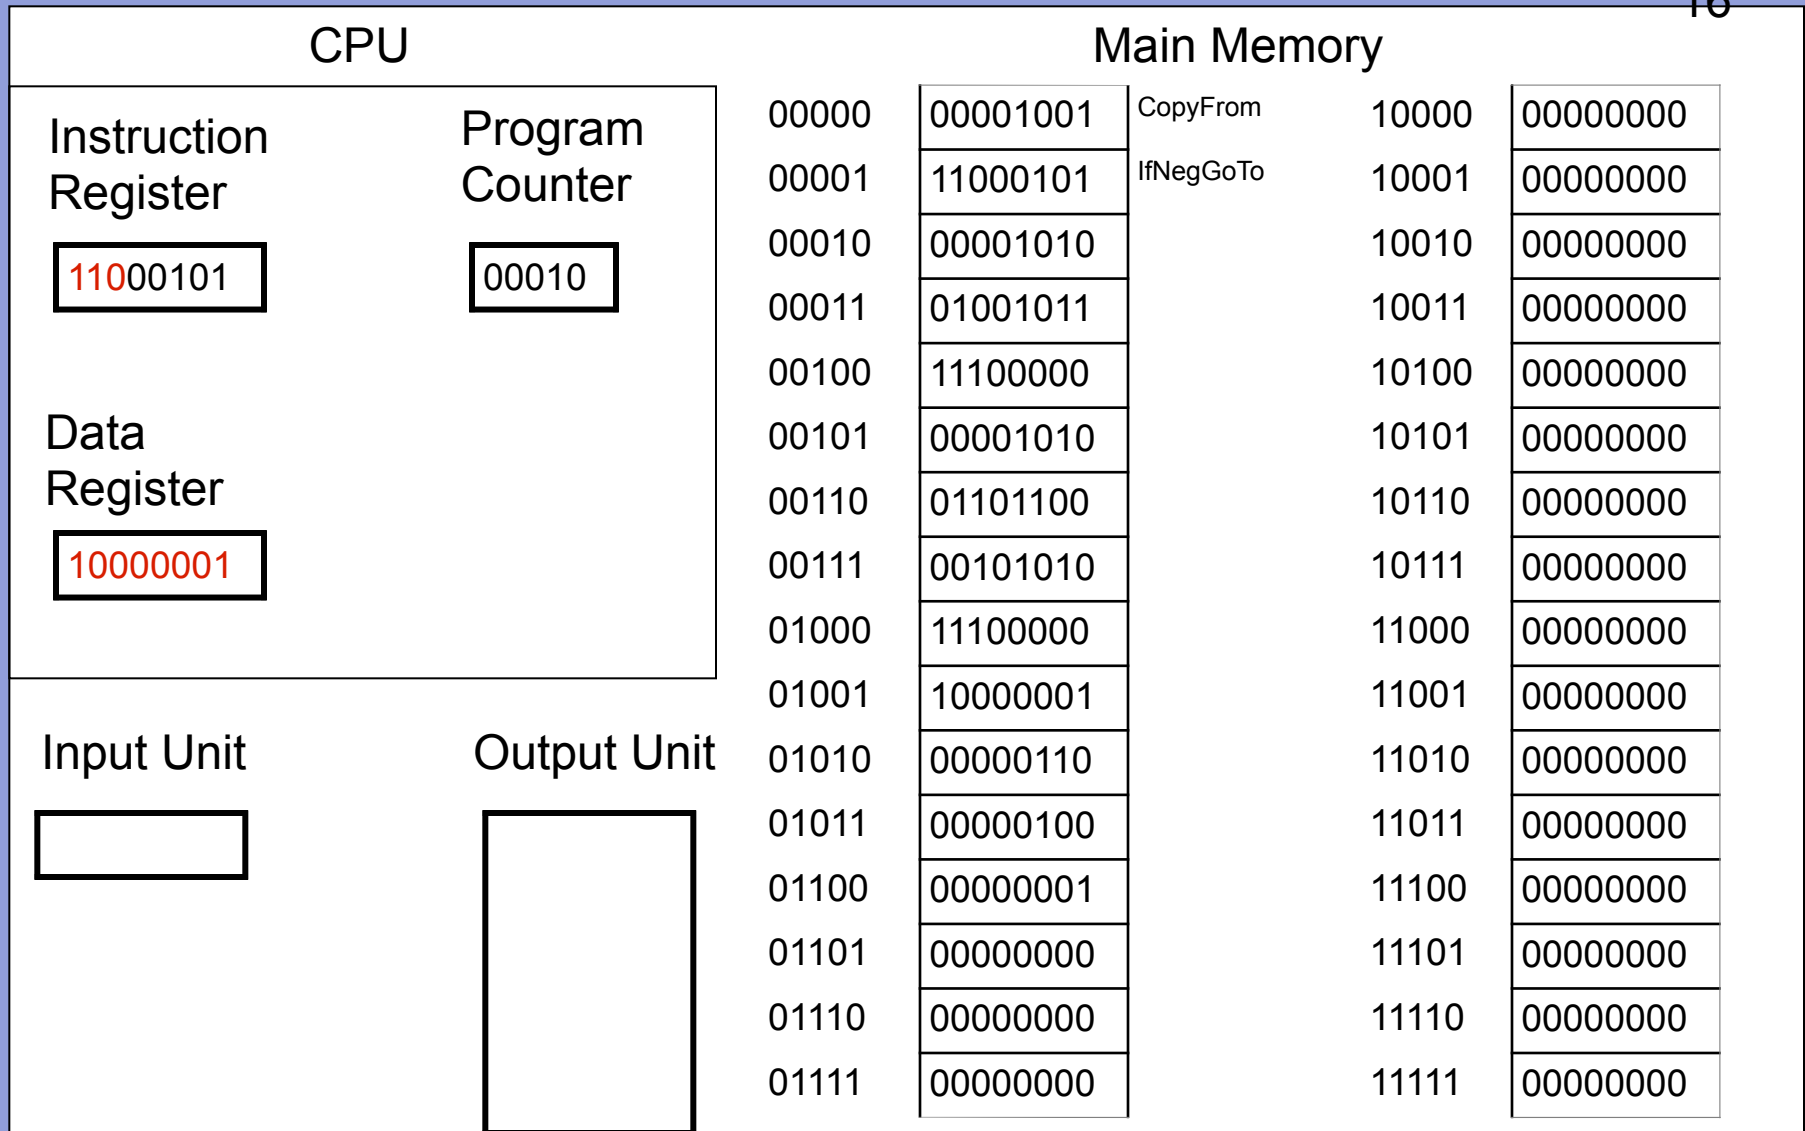 16
CPU
Main Memory
Instruction
Register
Program
Counter
11000101
00010
Data
Register
10000001
Input Unit
Output Unit
00000 00001001 CopyFrom 10000 00000000
00001 11000101 IfNegGoTo 10001 00000000
00010 00001010 10010 00000000
00011 01001011 10011 00000000
00100 11100000 10100 00000000
00101 00001010 10101 00000000
00110 01101100 10110 00000000
00111 00101010 10111 00000000
01000 11100000 11000 00000000
01001 10000001 11001 00000000
01010 00000110 11010 00000000
01011 00000100 11011 00000000
01100 00000001 11100 00000000
01101 00000000 11101 00000000
01110 00000000 11110 00000000
01111 00000000 11111 00000000